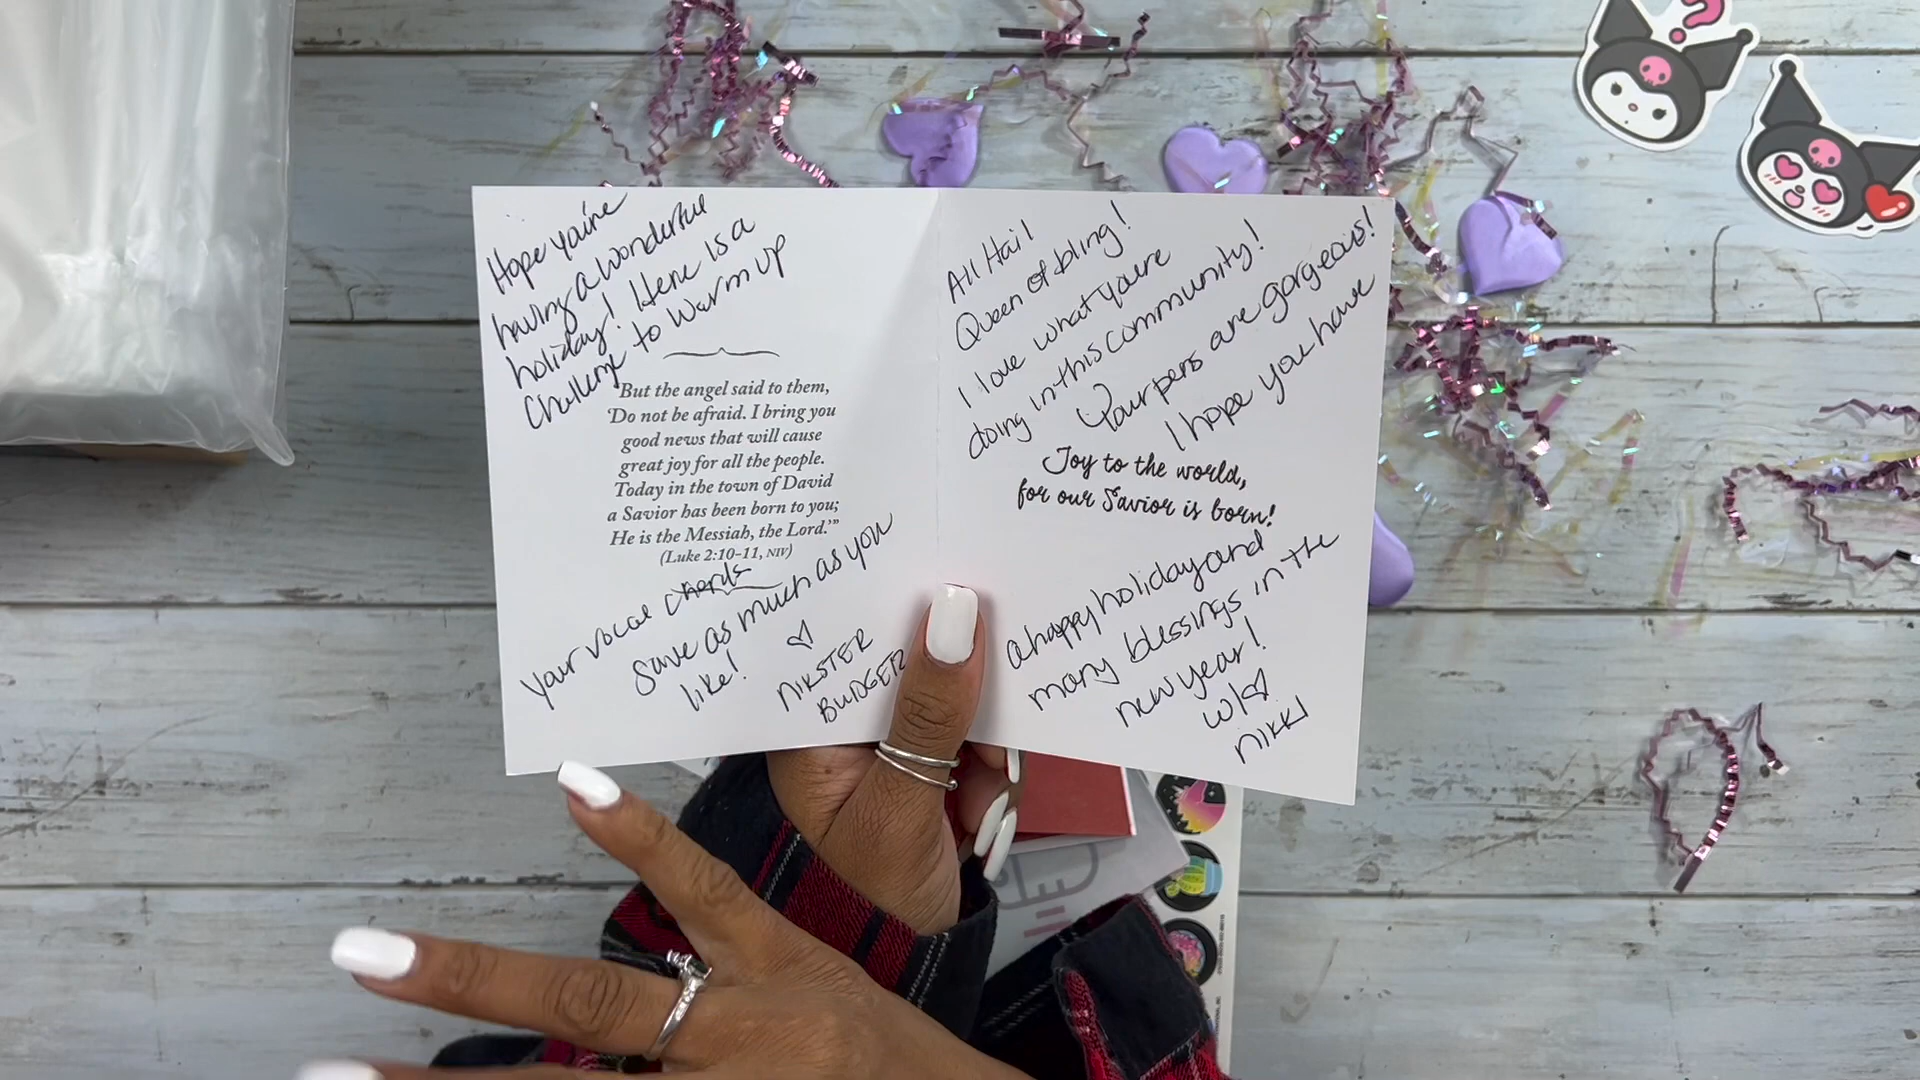 Hope you're
having a wonderful
holiday! Here is a
Challenge to warm up
"But the angel said to them,
'Do not be afraid. I bring you
good news that will cause
great joy for all the people.
Today in the town of David
a Savior has been born to you;
He is the Messiah, the Lord.'"
(Luke 2:10-11, NIV)
your vocal chords
Save as much as you
like!
NIKSTER
BUDGETZ
All Hail
Queen of bling!
I love what you're
doing in this community!
Your pens are gorgeous!
I hope you have
Joy to the world,
for our Savior is born!
a happy holiday and
many blessings in the
new year!
w/
Nikki